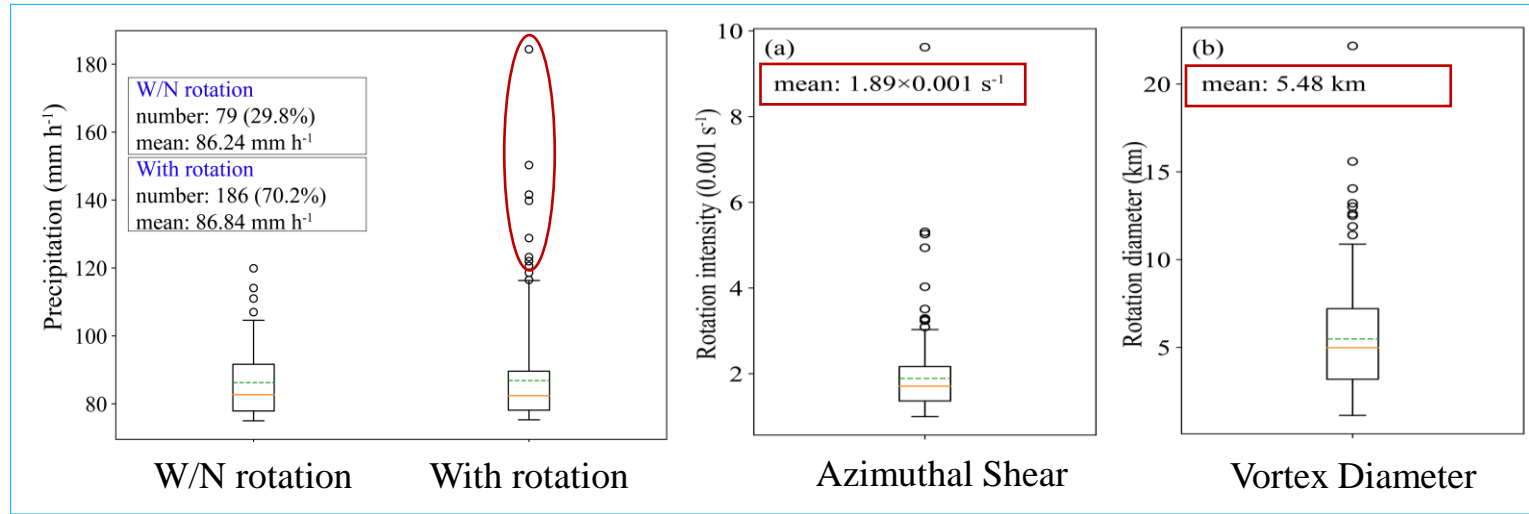 Precipitation (mm h⁻¹)
180
160
140
120
100
80
W/N rotation
number: 79 (29.8%)
mean: 86.24 mm h⁻¹
With rotation
number: 186 (70.2%)
mean: 86.84 mm h⁻¹
W/N rotation
With rotation
Rotation intensity (0.001 s⁻¹)
10
8
6
4
2
(a)
mean: 1.89×0.001 s⁻¹
Azimuthal Shear
Rotation diameter (km)
20
15
10
5
(b)
mean: 5.48 km
Vortex Diameter